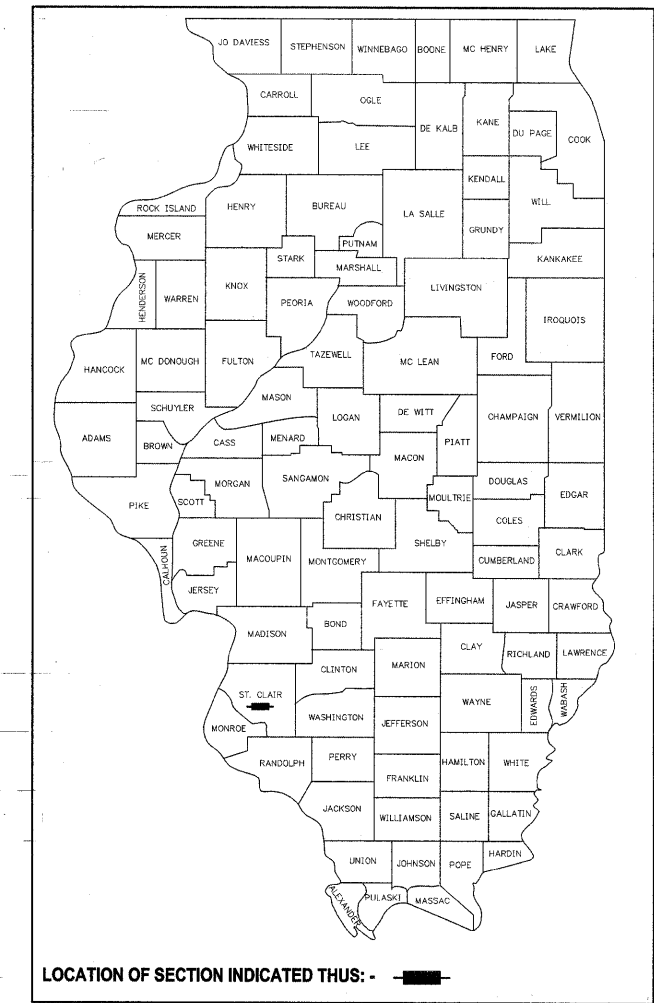 JO DAVIESS STEPHENSON WINNEBAGO BOONE MC HENRY LAKE
CARROLL OGLE DE KALB KANE DU PAGE COOK
WHITESIDE LEE
KENDALL WILL
ROCK ISLAND HENRY BUREAU LA SALLE
MERCER PUTNAM GRUNDY
STARK MARSHALL KANKAKEE
HENDERSON WARREN KNOX PEORIA WOODFORD LIVINGSTON IROQUOIS
HANCOCK MC DONOUGH FULTON TAZEWELL MC LEAN FORD
MASON
SCHUYLER LOGAN DE WITT CHAMPAIGN VERMILION
ADAMS BROWN CASS MENARD MACON PIATT
MORGAN SANGAMON DOUGLAS
PIKE SCOTT CHRISTIAN MOULTRIE COLES EDGAR
GREENE SHELBY
CALHOUN MACOUPIN MONTGOMERY CUMBERLAND CLARK
JERSEY FAYETTE EFFINGHAM JASPER CRAWFORD
MADISON BOND
CLAY RICHLAND LAWRENCE
CLINTON MARION
ST. CLAIR WAYNE EDWARDS WABASH
MONROE WASHINGTON JEFFERSON
RANDOLPH PERRY HAMILTON WHITE
FRANKLIN
JACKSON WILLIAMSON SALINE GALLATIN
UNION JOHNSON POPE HARDIN
ALEXANDER PULASKI MASSAC
LOCATION OF SECTION INDICATED THUS: -